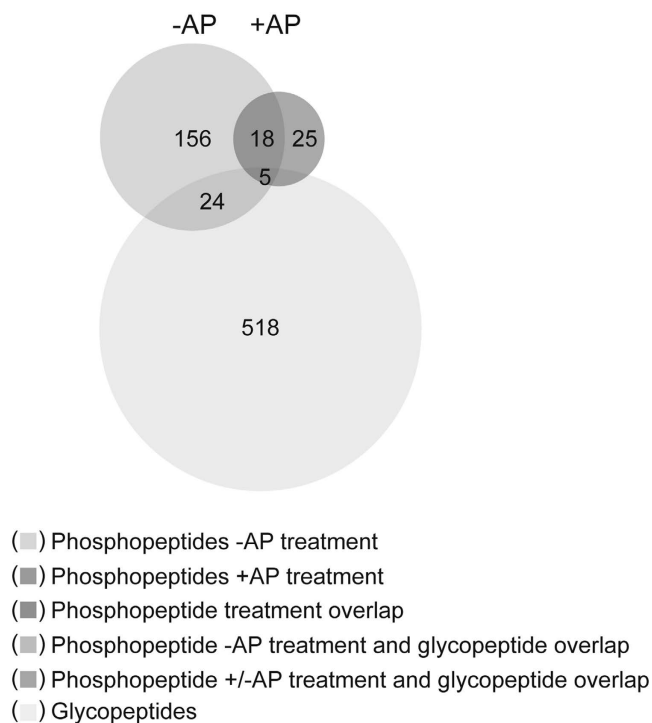 -AP +AP
156 18 25
5
24
518
(■) Phosphopeptides -AP treatment
(■) Phosphopeptides +AP treatment
(■) Phosphopeptide treatment overlap
(■) Phosphopeptide -AP treatment and glycopeptide overlap
(■) Phosphopeptide +/-AP treatment and glycopeptide overlap
(■) Glycopeptides